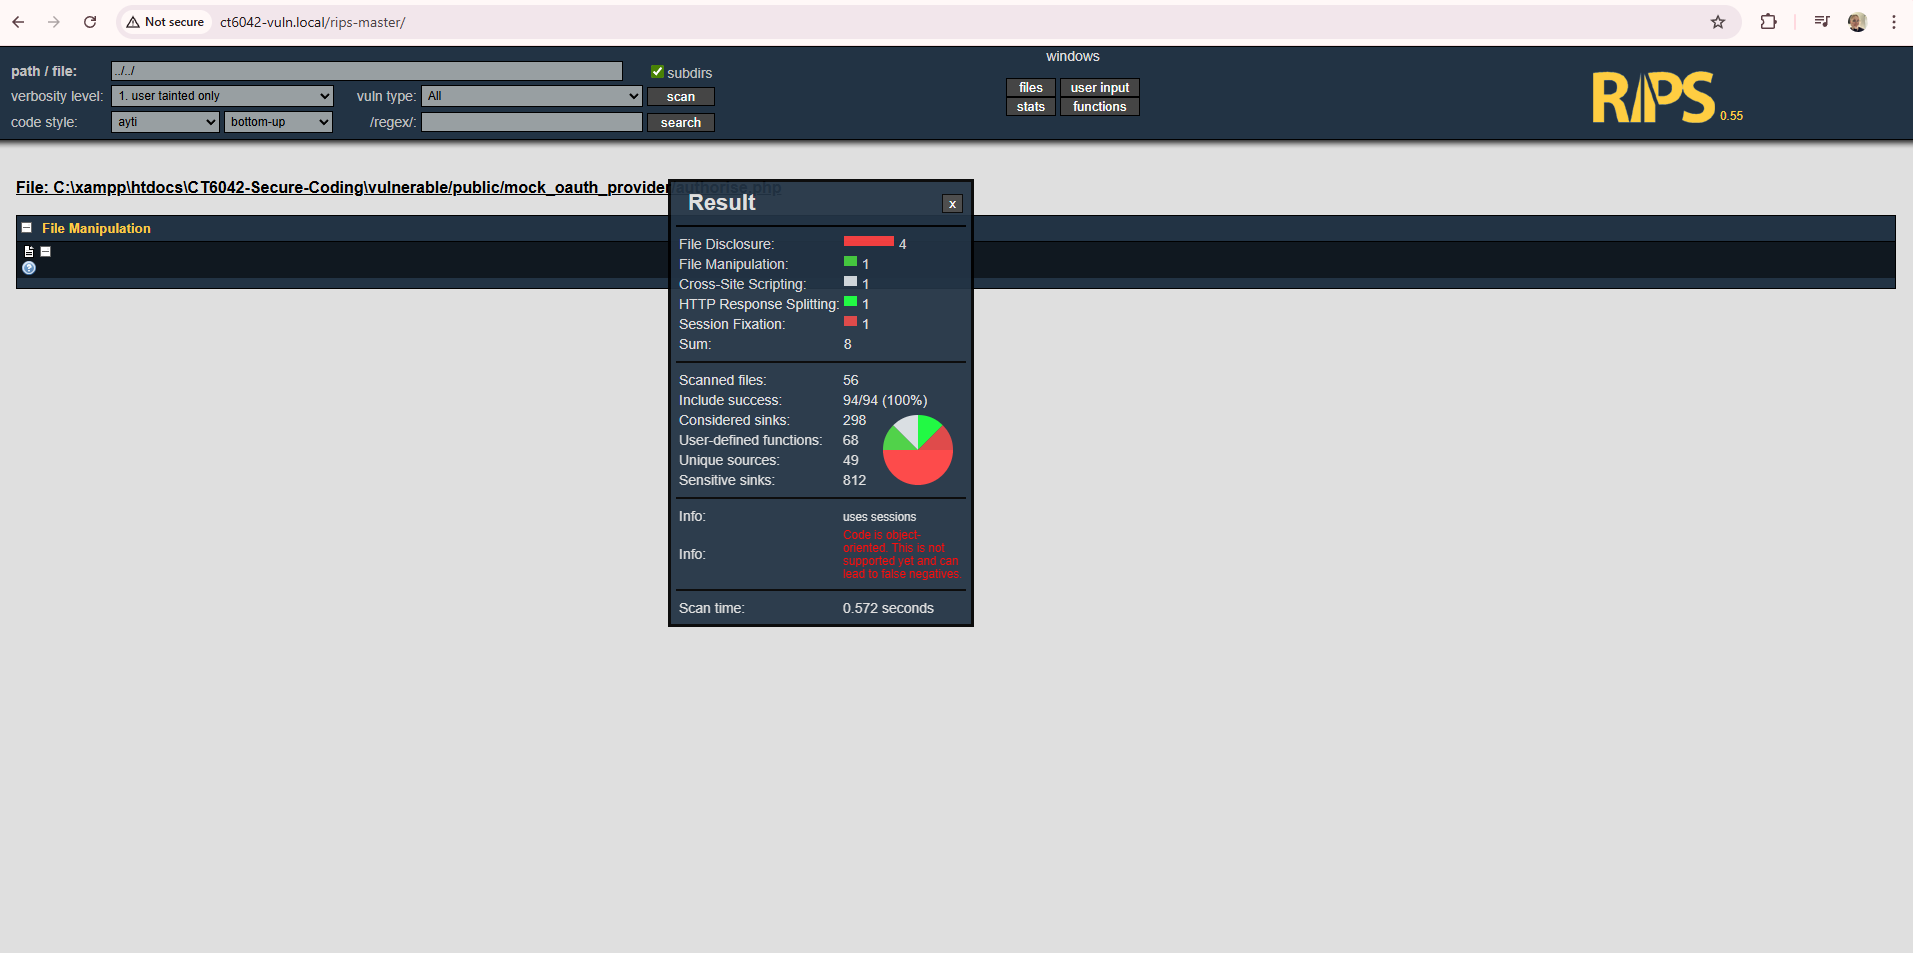 Not secure ct6042-vuln.local/rips-master/
path / file: ../../ subdirs
verbosity level: 1. user tainted only vuln type: All scan
code style: ayti bottom-up /regex/: search
windows
files user input
stats functions
RIPS 0.55
File: C:\xampp\htdocs\CT6042-Secure-Coding\vulnerable/public/mock_oauth_provider/authorise.php
File Manipulation
Result x
File Disclosure: 4
File Manipulation: 1
Cross-Site Scripting: 1
HTTP Response Splitting: 1
Session Fixation: 1
Sum: 8
Scanned files: 56
Include success: 94/94 (100%)
Considered sinks: 298
User-defined functions: 68
Unique sources: 49
Sensitive sinks: 812
Info: uses sessions
Info: Code is object-
oriented. This is not
supported yet and can
lead to false negatives.
Scan time: 0.572 seconds